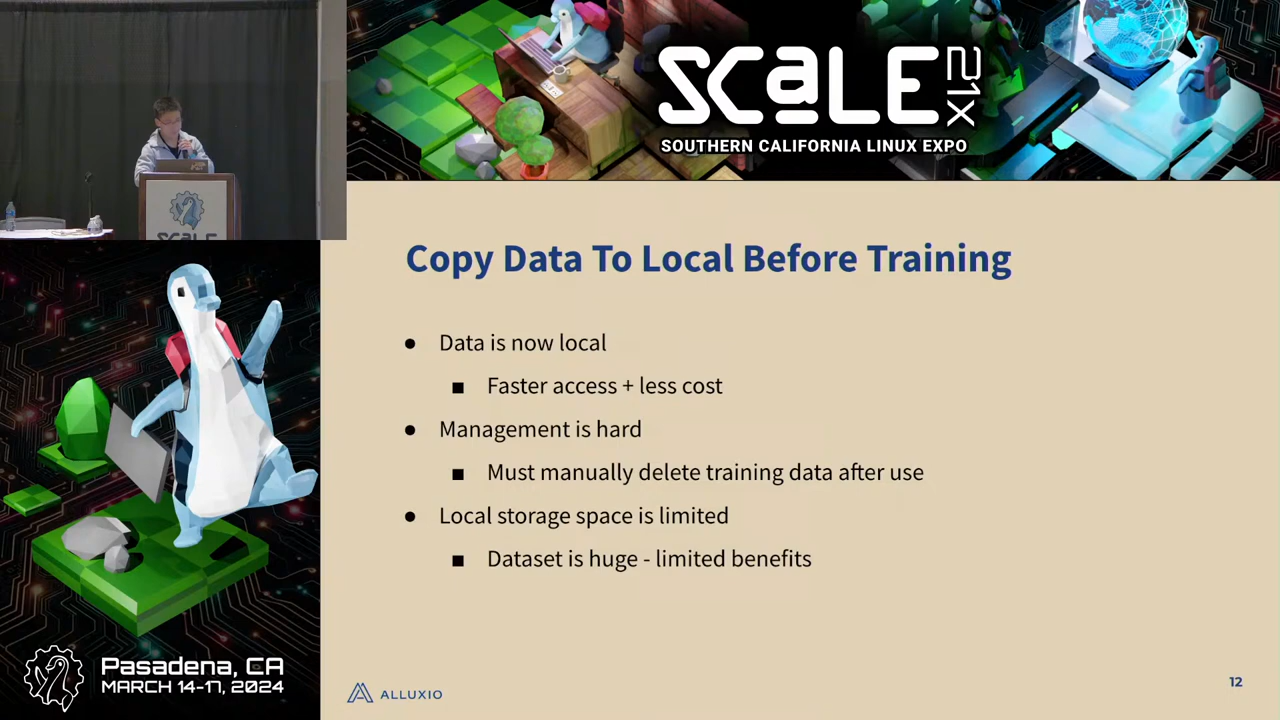 SCaLE 21X
SOUTHERN CALIFORNIA LINUX EXPO
SCaLE
Copy Data To Local Before Training
● Data is now local
■ Faster access + less cost
● Management is hard
■ Must manually delete training data after use
● Local storage space is limited
■ Dataset is huge - limited benefits
Pasadena, CA
MARCH 14-17, 2024
ALLUXIO
12